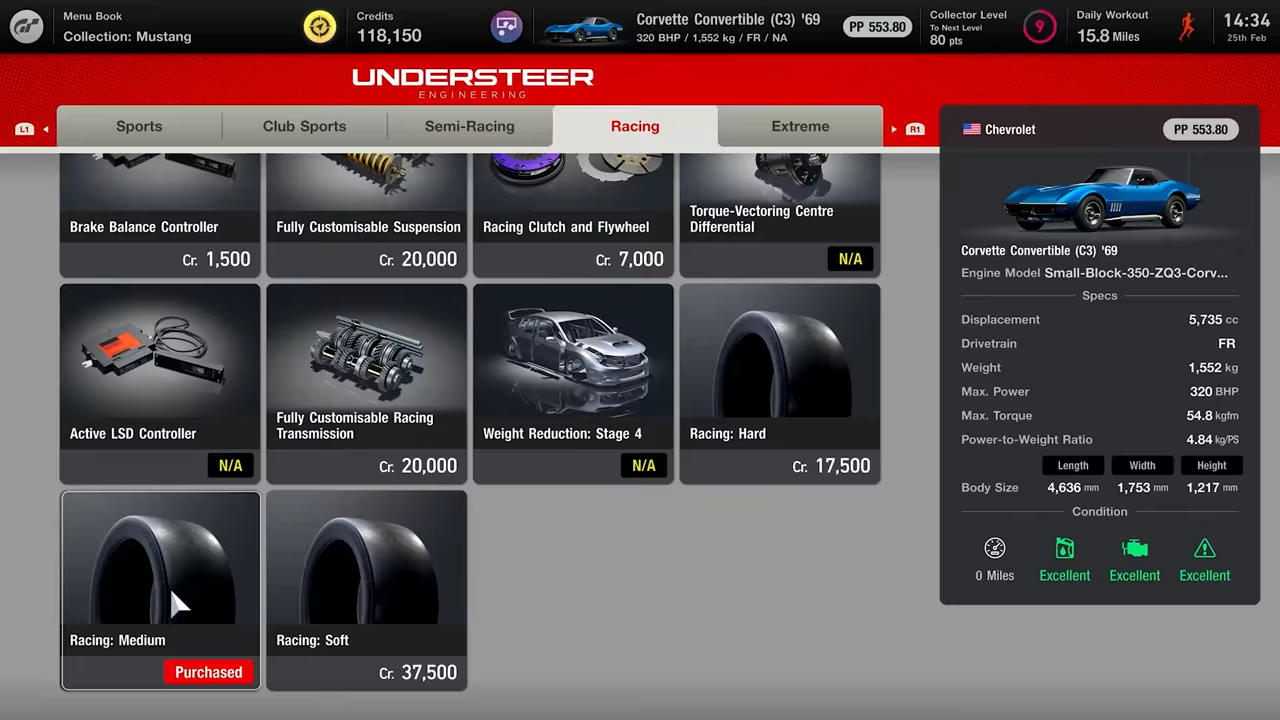 Menu Book
Collection: Mustang
Credits
118,150
Corvette Convertible (C3) '69
320 BHP / 1,552 kg / FR / NA
PP 553.80
Collector Level
To Next Level
80 pts
9
Daily Workout
15.8 Miles
14:34
25th Feb
UNDERSTEER
ENGINEERING
L1
Sports
Club Sports
Semi-Racing
Racing
Extreme
R1
Brake Balance Controller
Cr. 1,500
Fully Customisable Suspension
Cr. 20,000
Racing Clutch and Flywheel
Cr. 7,000
Torque-Vectoring Centre
Differential
N/A
Active LSD Controller
N/A
Fully Customisable Racing
Transmission
Cr. 20,000
Weight Reduction: Stage 4
N/A
Racing: Hard
Cr. 17,500
Racing: Medium
Purchased
Racing: Soft
Cr. 37,500
Chevrolet
PP 553.80
Corvette Convertible (C3) '69
Engine Model Small-Block-350-ZQ3-Corv...
Specs
Displacement 5,735 cc
Drivetrain FR
Weight 1,552 kg
Max. Power 320 BHP
Max. Torque 54.8 kgfm
Power-to-Weight Ratio 4.84 kg/PS
Length Width Height
Body Size 4,636 mm 1,753 mm 1,217 mm
Condition
0 Miles Excellent Excellent Excellent